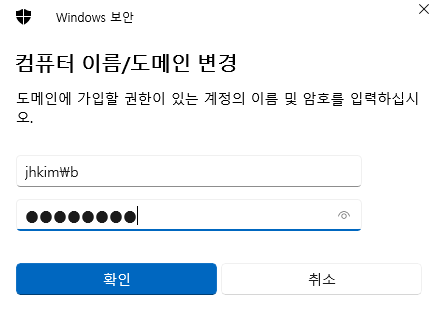 Windows 보안
컴퓨터 이름/도메인 변경
도메인에 가입할 권한이 있는 계정의 이름 및 암호를 입력하십시
오.
jhkim₩b
●●●●●●●●
확인
취소